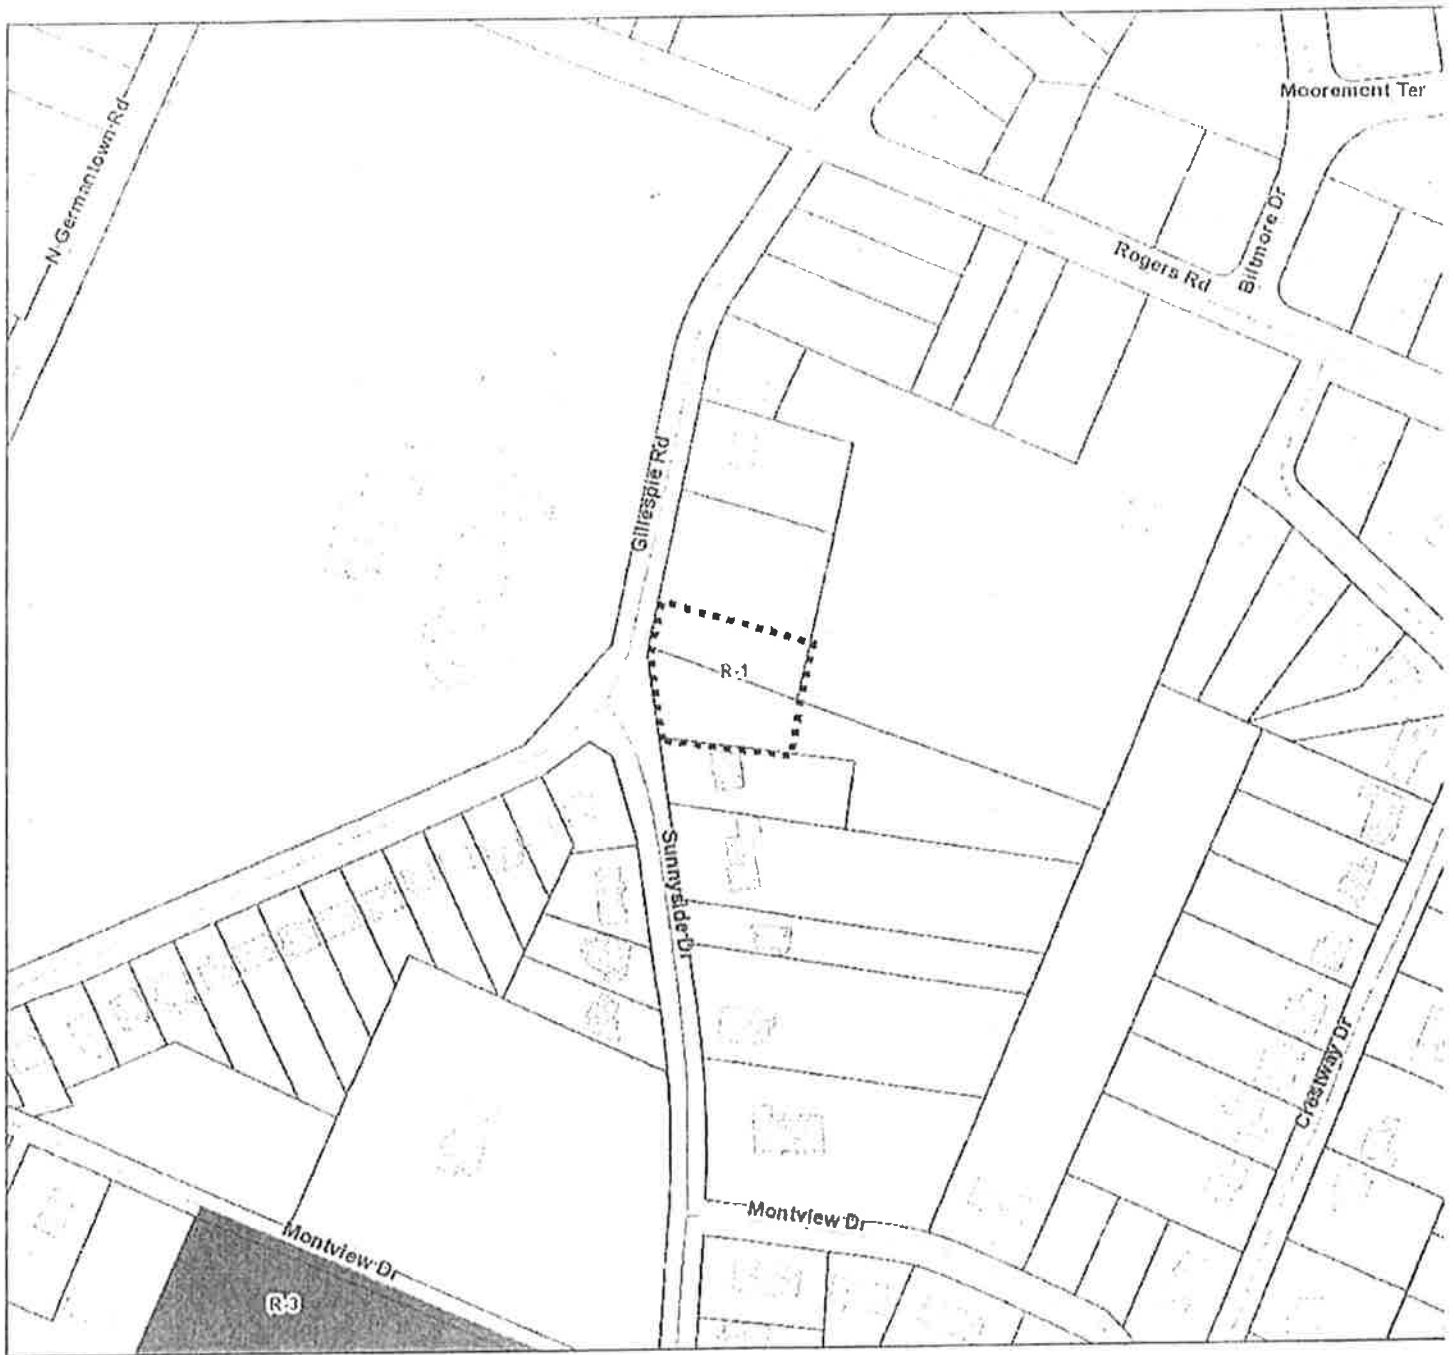 Mooremont Ter
N Germantown Rd
Biltmore Dr
Rogers Rd
Gillespie Rd
R-1
Sunnyside Dr
Crestway Dr
Montview Dr
Montview Dr
R-3